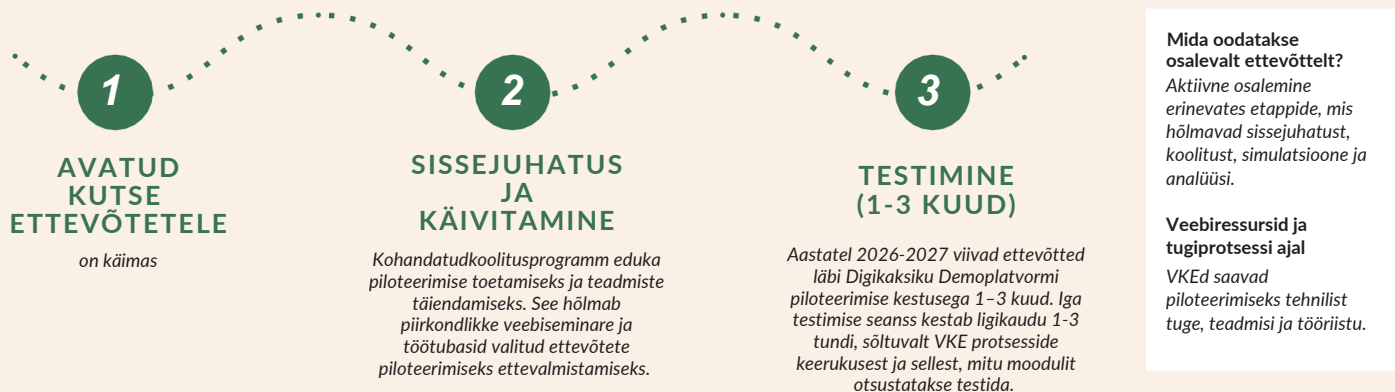 1
AVATUD
KUTSE
ETTEVÕTETELE
on käimas
2
SISSEJUHATUS
JA
KÄIVITAMINE
Kohandatudkoolitusprogramm eduka
piloteerimise toetamiseks ja teadmiste
täiendamiseks. See hõlmab
piirkondlikke veebiseminare ja
töötubasid valitud ettevõtete
piloteerimiseks ettevalmistamiseks.
3
TESTIMINE
(1-3 KUUD)
Aastatel 2026-2027 viivad ettevõtted
läbi Digikaksiku Demoplatvormi
piloteerimise kestusega 1–3 kuud. Iga
testimise seanss kestab ligikaudu 1-3
tundi, sõltuvalt VKE protsesside
keerukusest ja sellest, mitu moodulit
otsustatakse testida.
Mida oodatakse
osalevalt ettevõttelt?
Aktiivne osalemine
erinevates etappide, mis
hõlmavad sissejuhatust,
koolitust, simulatsioone ja
analüüsi.
Veebiressursid ja
tugiprotsessi ajal
VKEd saavad
piloteerimiseks tehnilist
tuge, teadmisi ja tööriistu.